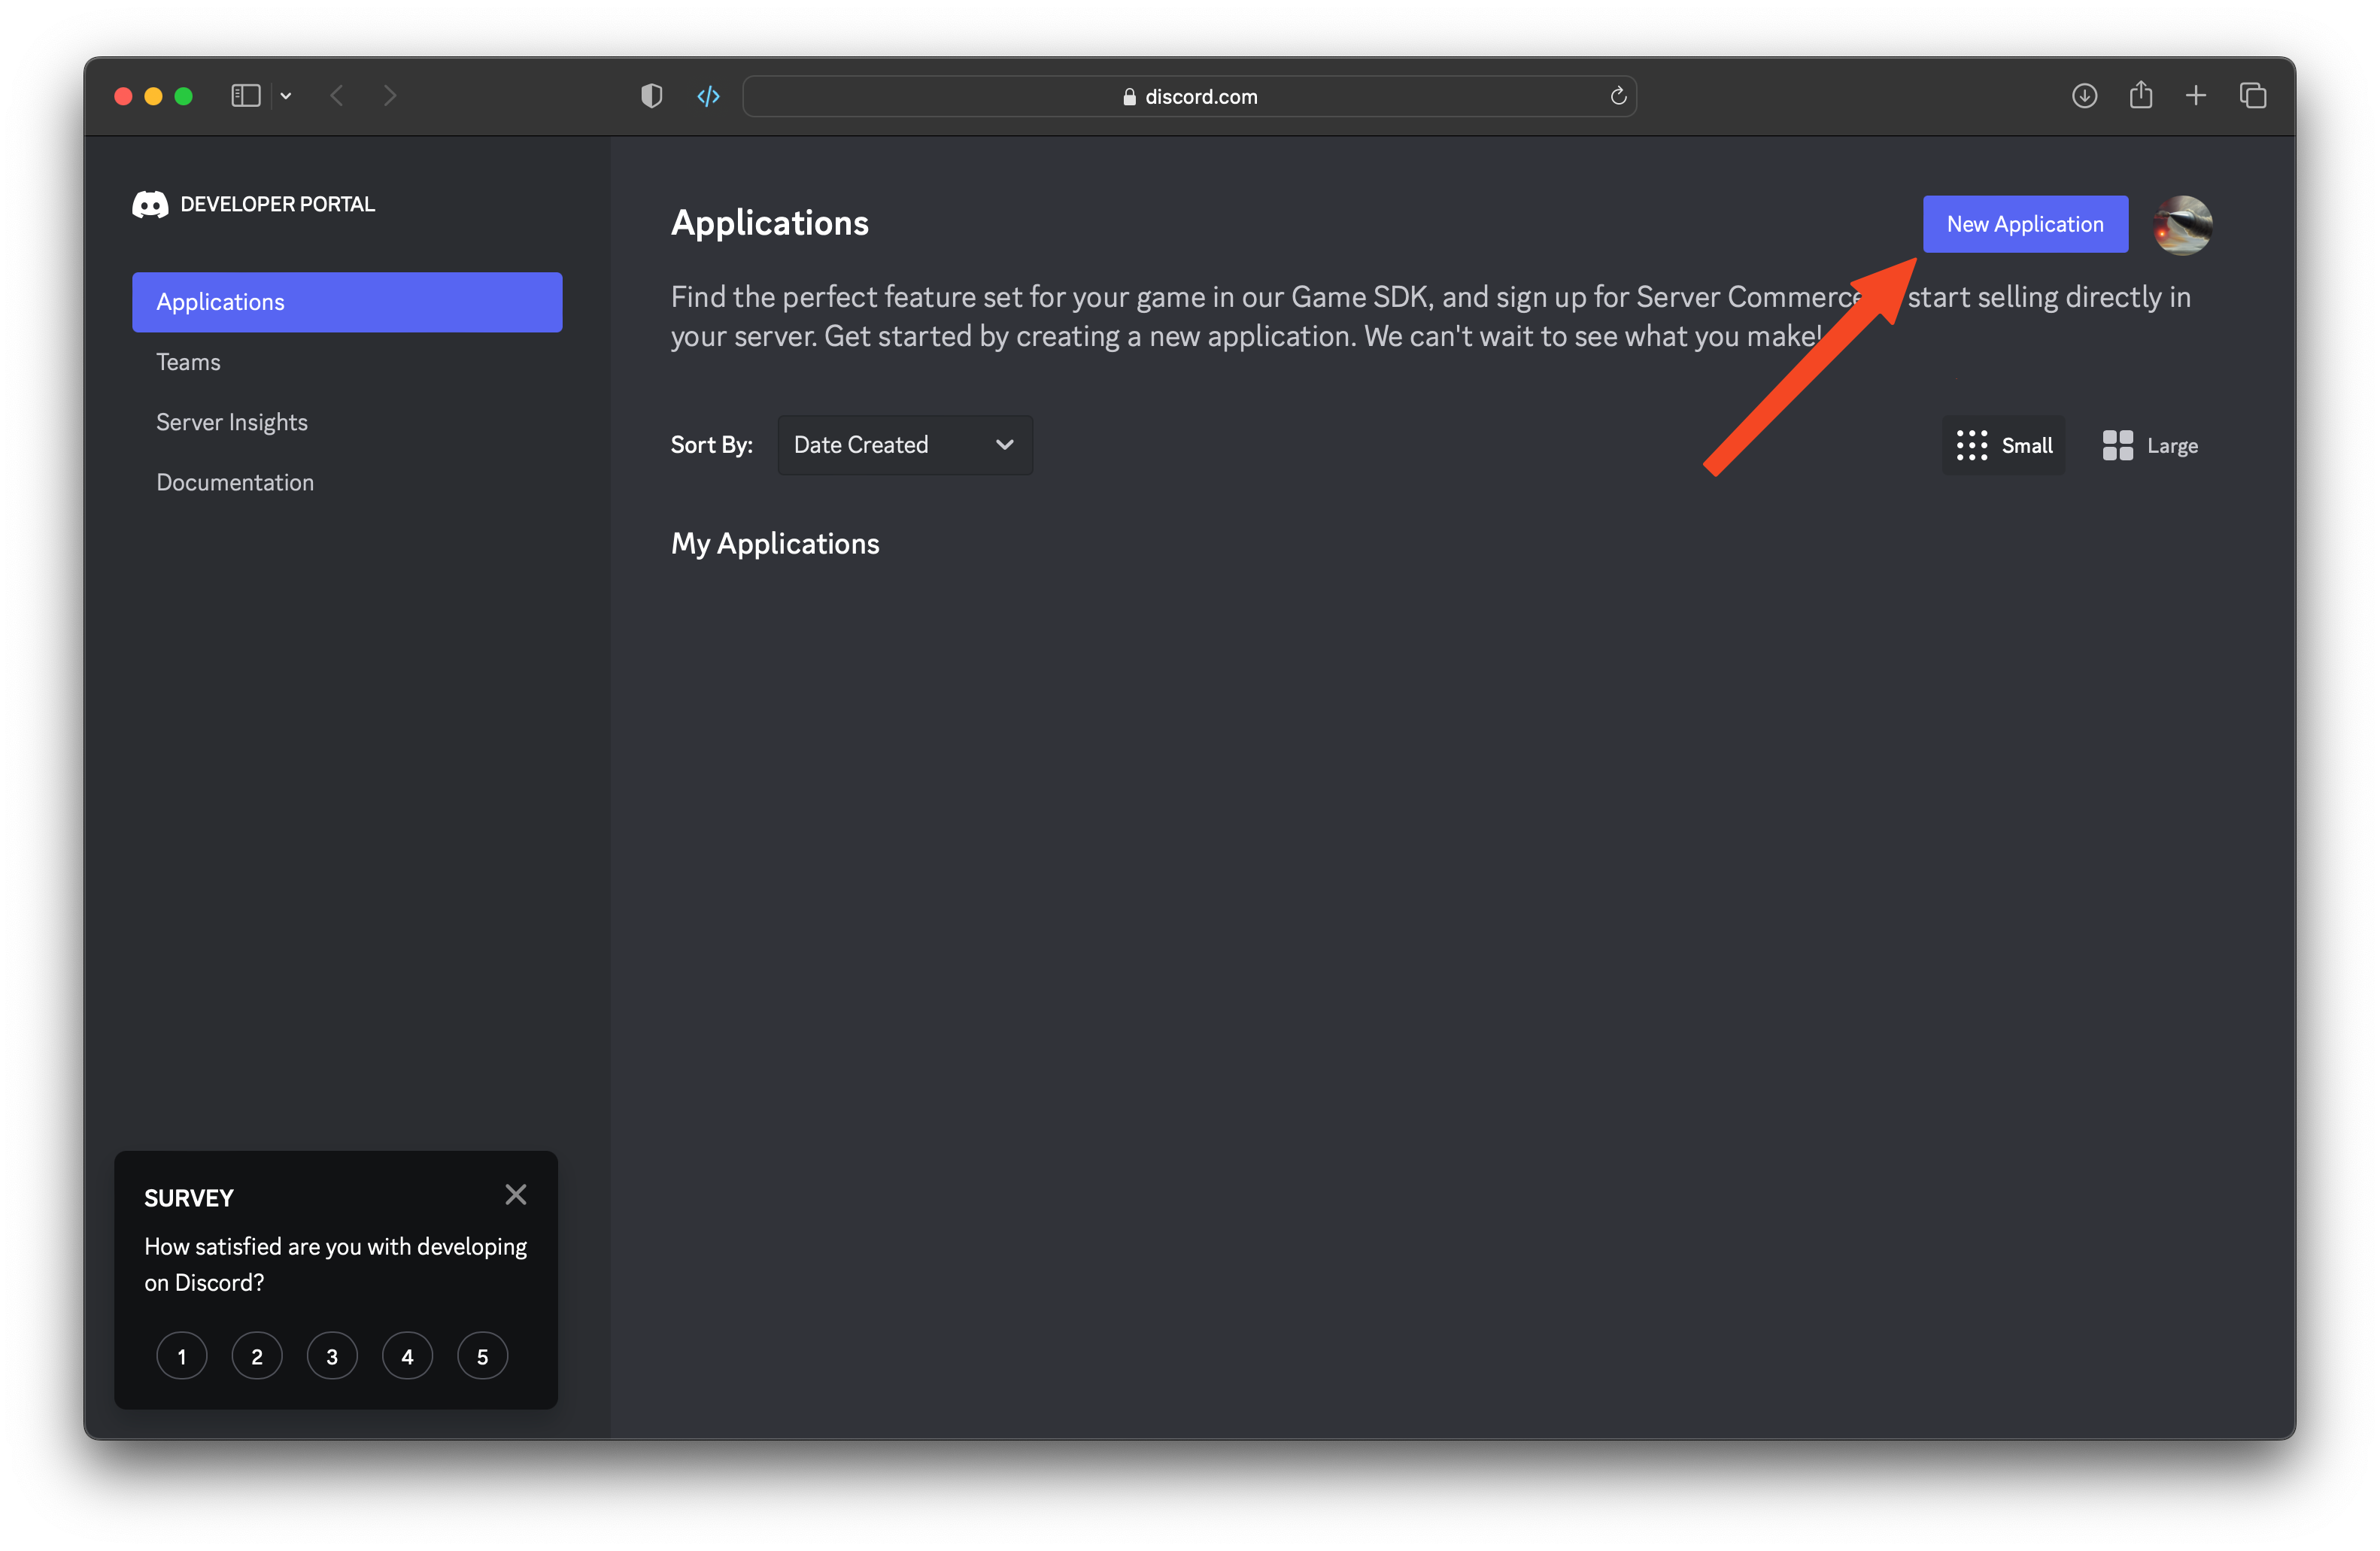 discord.com
DEVELOPER PORTAL
Applications
Teams
Server Insights
Documentation
Applications
New Application
Find the perfect feature set for your game in our Game SDK, and sign up for Server Commerce start selling directly in
your server. Get started by creating a new application. We can't wait to see what you make!
Sort By: Date Created
Small Large
My Applications
SURVEY
How satisfied are you with developing
on Discord?
1 2 3 4 5